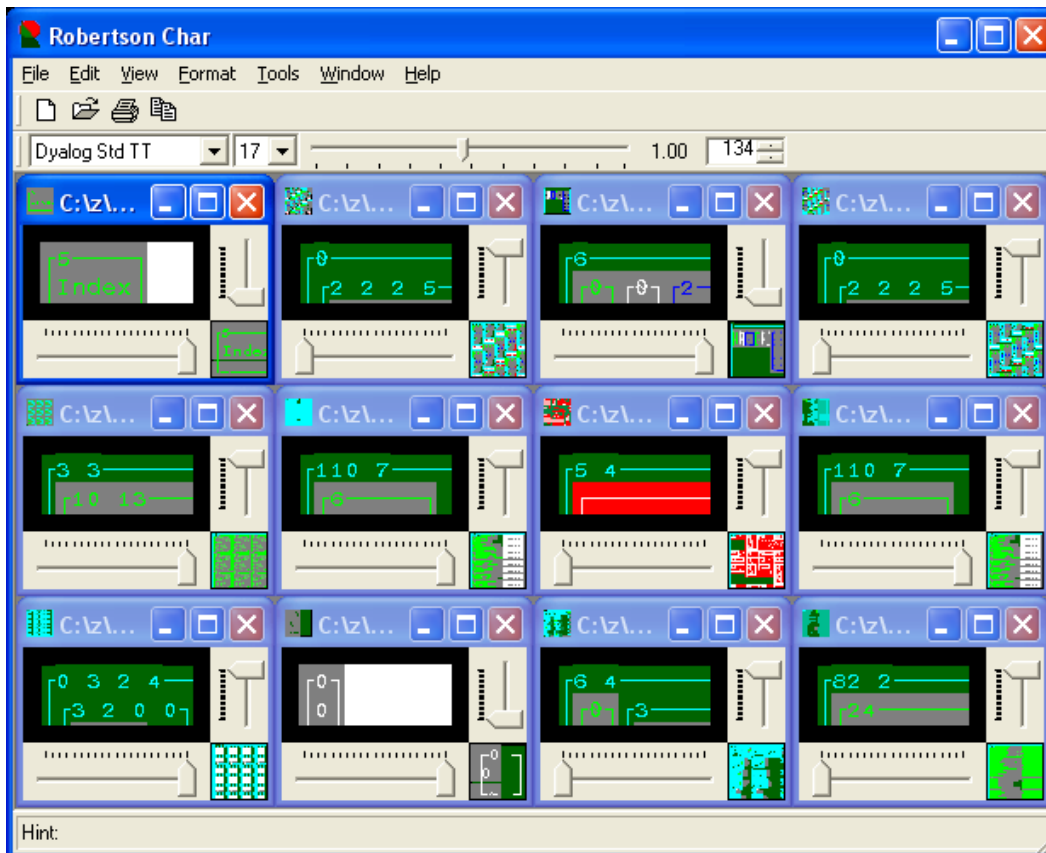 Robertson Char
File Edit View Format Tools Window Help
Dyalog Std TT 17 1.00 134
C:\z\... C:\z\... C:\z\... C:\z\...
5 0 6 0
Index 2 2 2 5 0 0 2 2 2 2 5
Index
C:\z\... C:\z\... C:\z\... C:\z\...
3 3 110 7 5 4 110 7
10 13 6 6
C:\z\... C:\z\... C:\z\... C:\z\...
0 3 2 4 0 6 4 82 2
3 2 0 0 0 0 3 24
0
0
Hint: